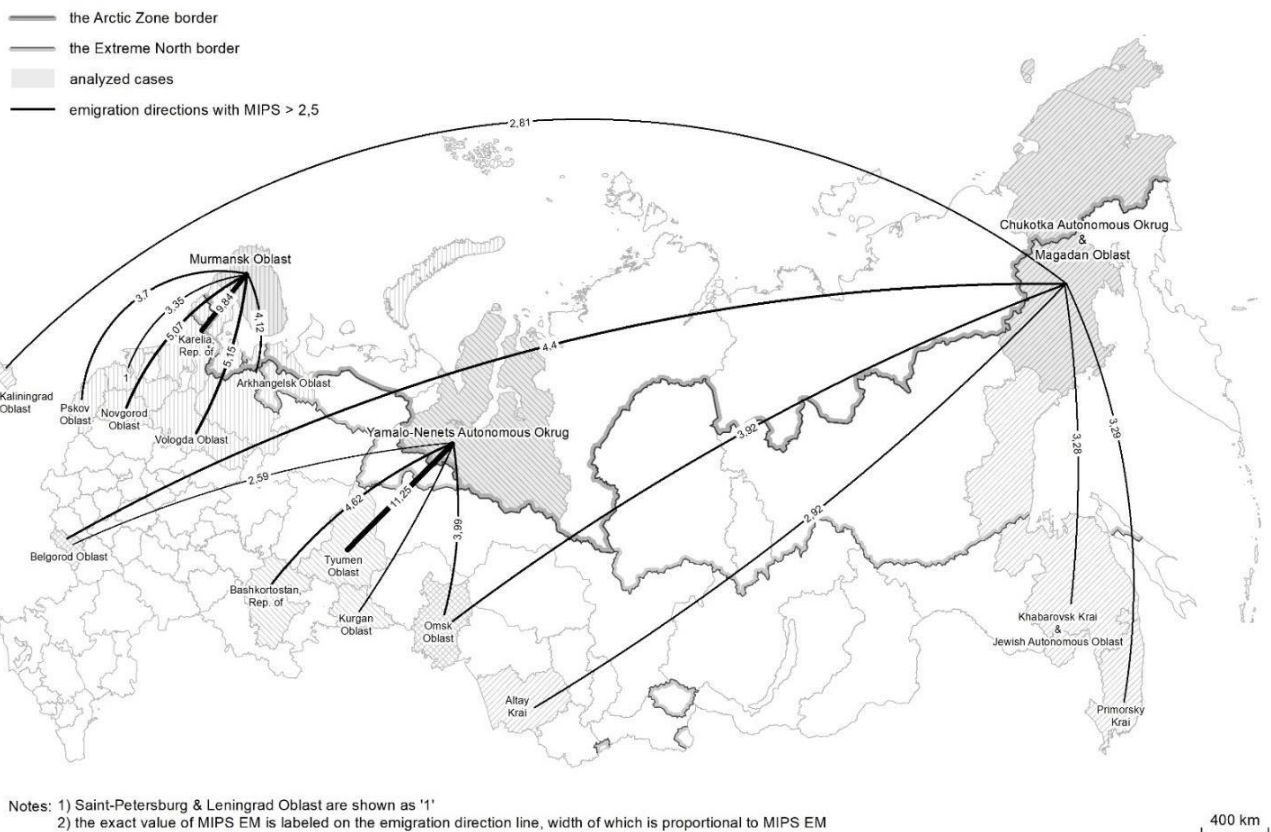 the Arctic Zone border
the Extreme North border
analyzed cases
emigration directions with MIPS > 2,5
2,81
Chukotka Autonomous Okrug
&
Magadan Oblast
Murmansk Oblast
3,7
3,35
9,84
5,07
4,12
5,15
Karelia,
Rep. of
4,4
1
Arkhangelsk Oblast
Kaliningrad
Oblast
Pskov
Oblast
Novgorod
Oblast
Vologda Oblast
Yamalo-Nenets Autonomous Okrug
3,92
3,28
3,29
2,59
4,62
11,25
3,99
2,92
Belgorod Oblast
Tyumen
Oblast
Bashkortostan,
Rep. of
Kurgan
Oblast
Omsk
Oblast
Khabarovsk Krai
&
Jewish Autonomous Oblast
Altay
Krai
Primorsky
Krai
Notes: 1) Saint-Petersburg & Leningrad Oblast are shown as '1'
2) the exact value of MIPS EM is labeled on the emigration direction line, width of which is proportional to MIPS EM
400 km